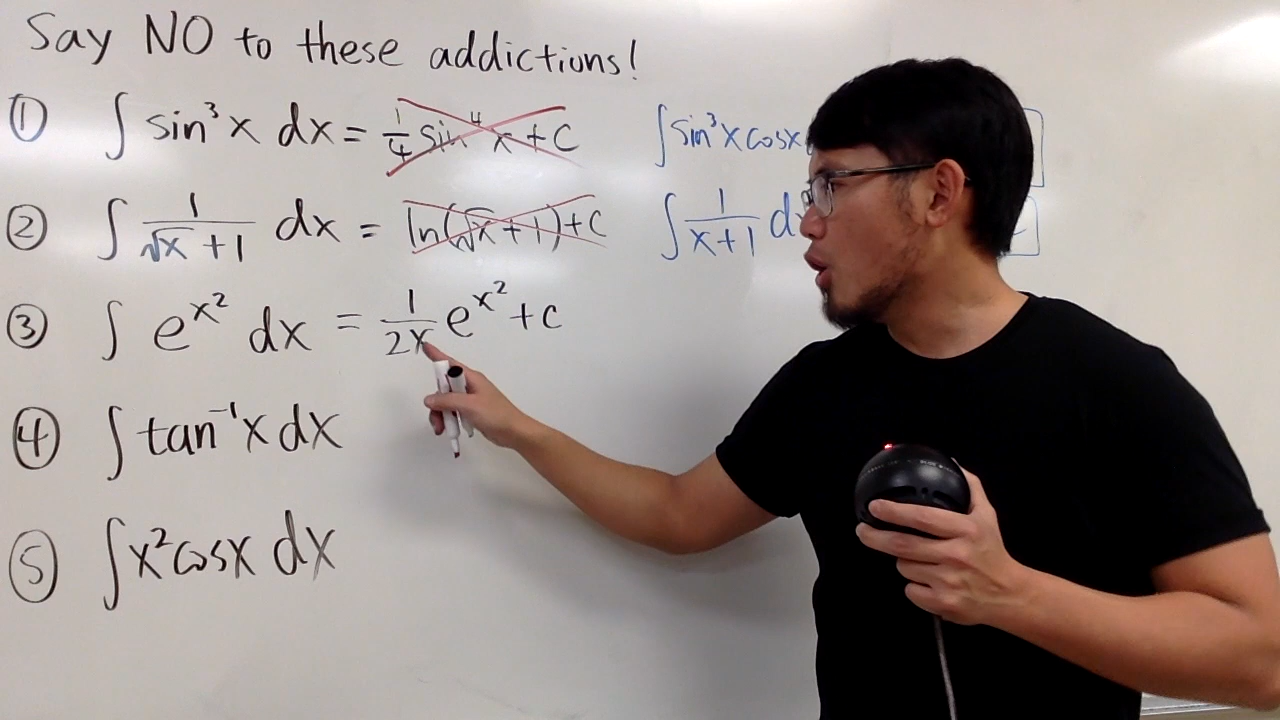 Say NO to these addictions!
① ∫ sin³x dx = 1/4 sin⁴x + C ∫sin³x cosx
② ∫ 1/(√x + 1) dx = ln(√x + 1) + C ∫ 1/(x+1) dx
③ ∫ e^(x²) dx = 1/(2x) e^(x²) + C
④ ∫ tan⁻¹x dx
⑤ ∫ x²cosx dx